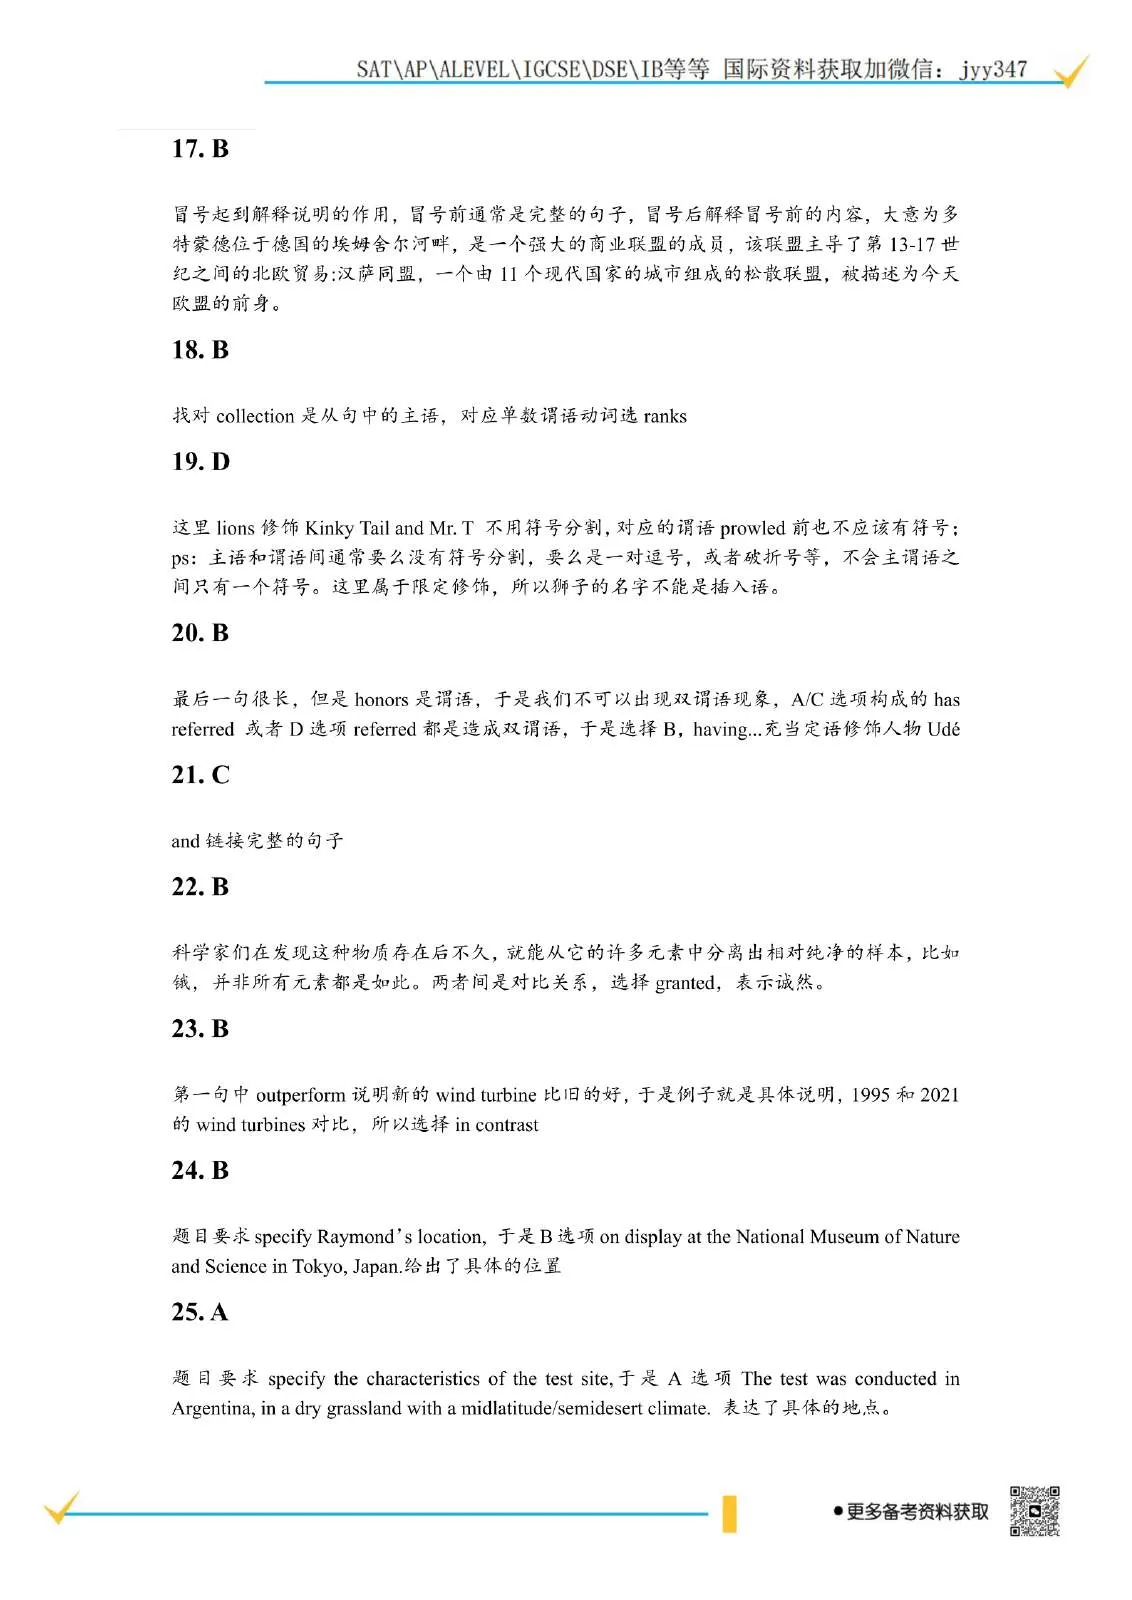 SAT\AP\ALEVEL\IGCSE\DSE\IB等等 国际资料获取加微信：jyy347
17. B
冒号起到解释说明的作用，冒号前通常是完整的句子，冒号后解释冒号前的内容，大意为多
特蒙德位于德国的埃姆舍尔河畔，是一个强大的商业联盟的成员，该联盟主导了第 13-17 世
纪之间的北欧贸易:汉萨同盟，一个由 11 个现代国家的城市组成的松散联盟，被描述为今天
欧盟的前身。
18. B
找对 collection 是从句中的主语，对应单数谓语动词选 ranks
19. D
这里 lions 修饰 Kinky Tail and Mr. T 不用符号分割，对应的谓语 prowled 前也不应该有符号；
ps：主语和谓语间通常要么没有符号分割，要么是一对逗号，或者破折号等，不会主谓语之
间只有一个符号。这里属于限定修饰，所以狮子的名字不能是插入语。
20. B
最后一句很长，但是 honors 是谓语，于是我们不可以出现双谓语现象，A/C 选项构成的 has
referred 或者 D 选项 referred 都是造成双谓语，于是选择 B，having...充当定语修饰人物 Udé
21. C
and 链接完整的句子
22. B
科学家们在发现这种物质存在后不久，就能从它的许多元素中分离出相对纯净的样本，比如
锇，并非所有元素都是如此。两者间是对比关系，选择 granted，表示诚然。
23. B
第一句中 outperform 说明新的 wind turbine 比旧的好，于是例子就是具体说明，1995 和 2021
的 wind turbines 对比，所以选择 in contrast
24. B
题目要求 specify Raymond’s location, 于是 B 选项 on display at the National Museum of Nature
and Science in Tokyo, Japan.给出了具体的位置
25. A
题目要求 specify the characteristics of the test site,于是 A 选项 The test was conducted in
Argentina, in a dry grassland with a midlatitude/semidesert climate. 表达了具体的地点。
●更多备考资料获取